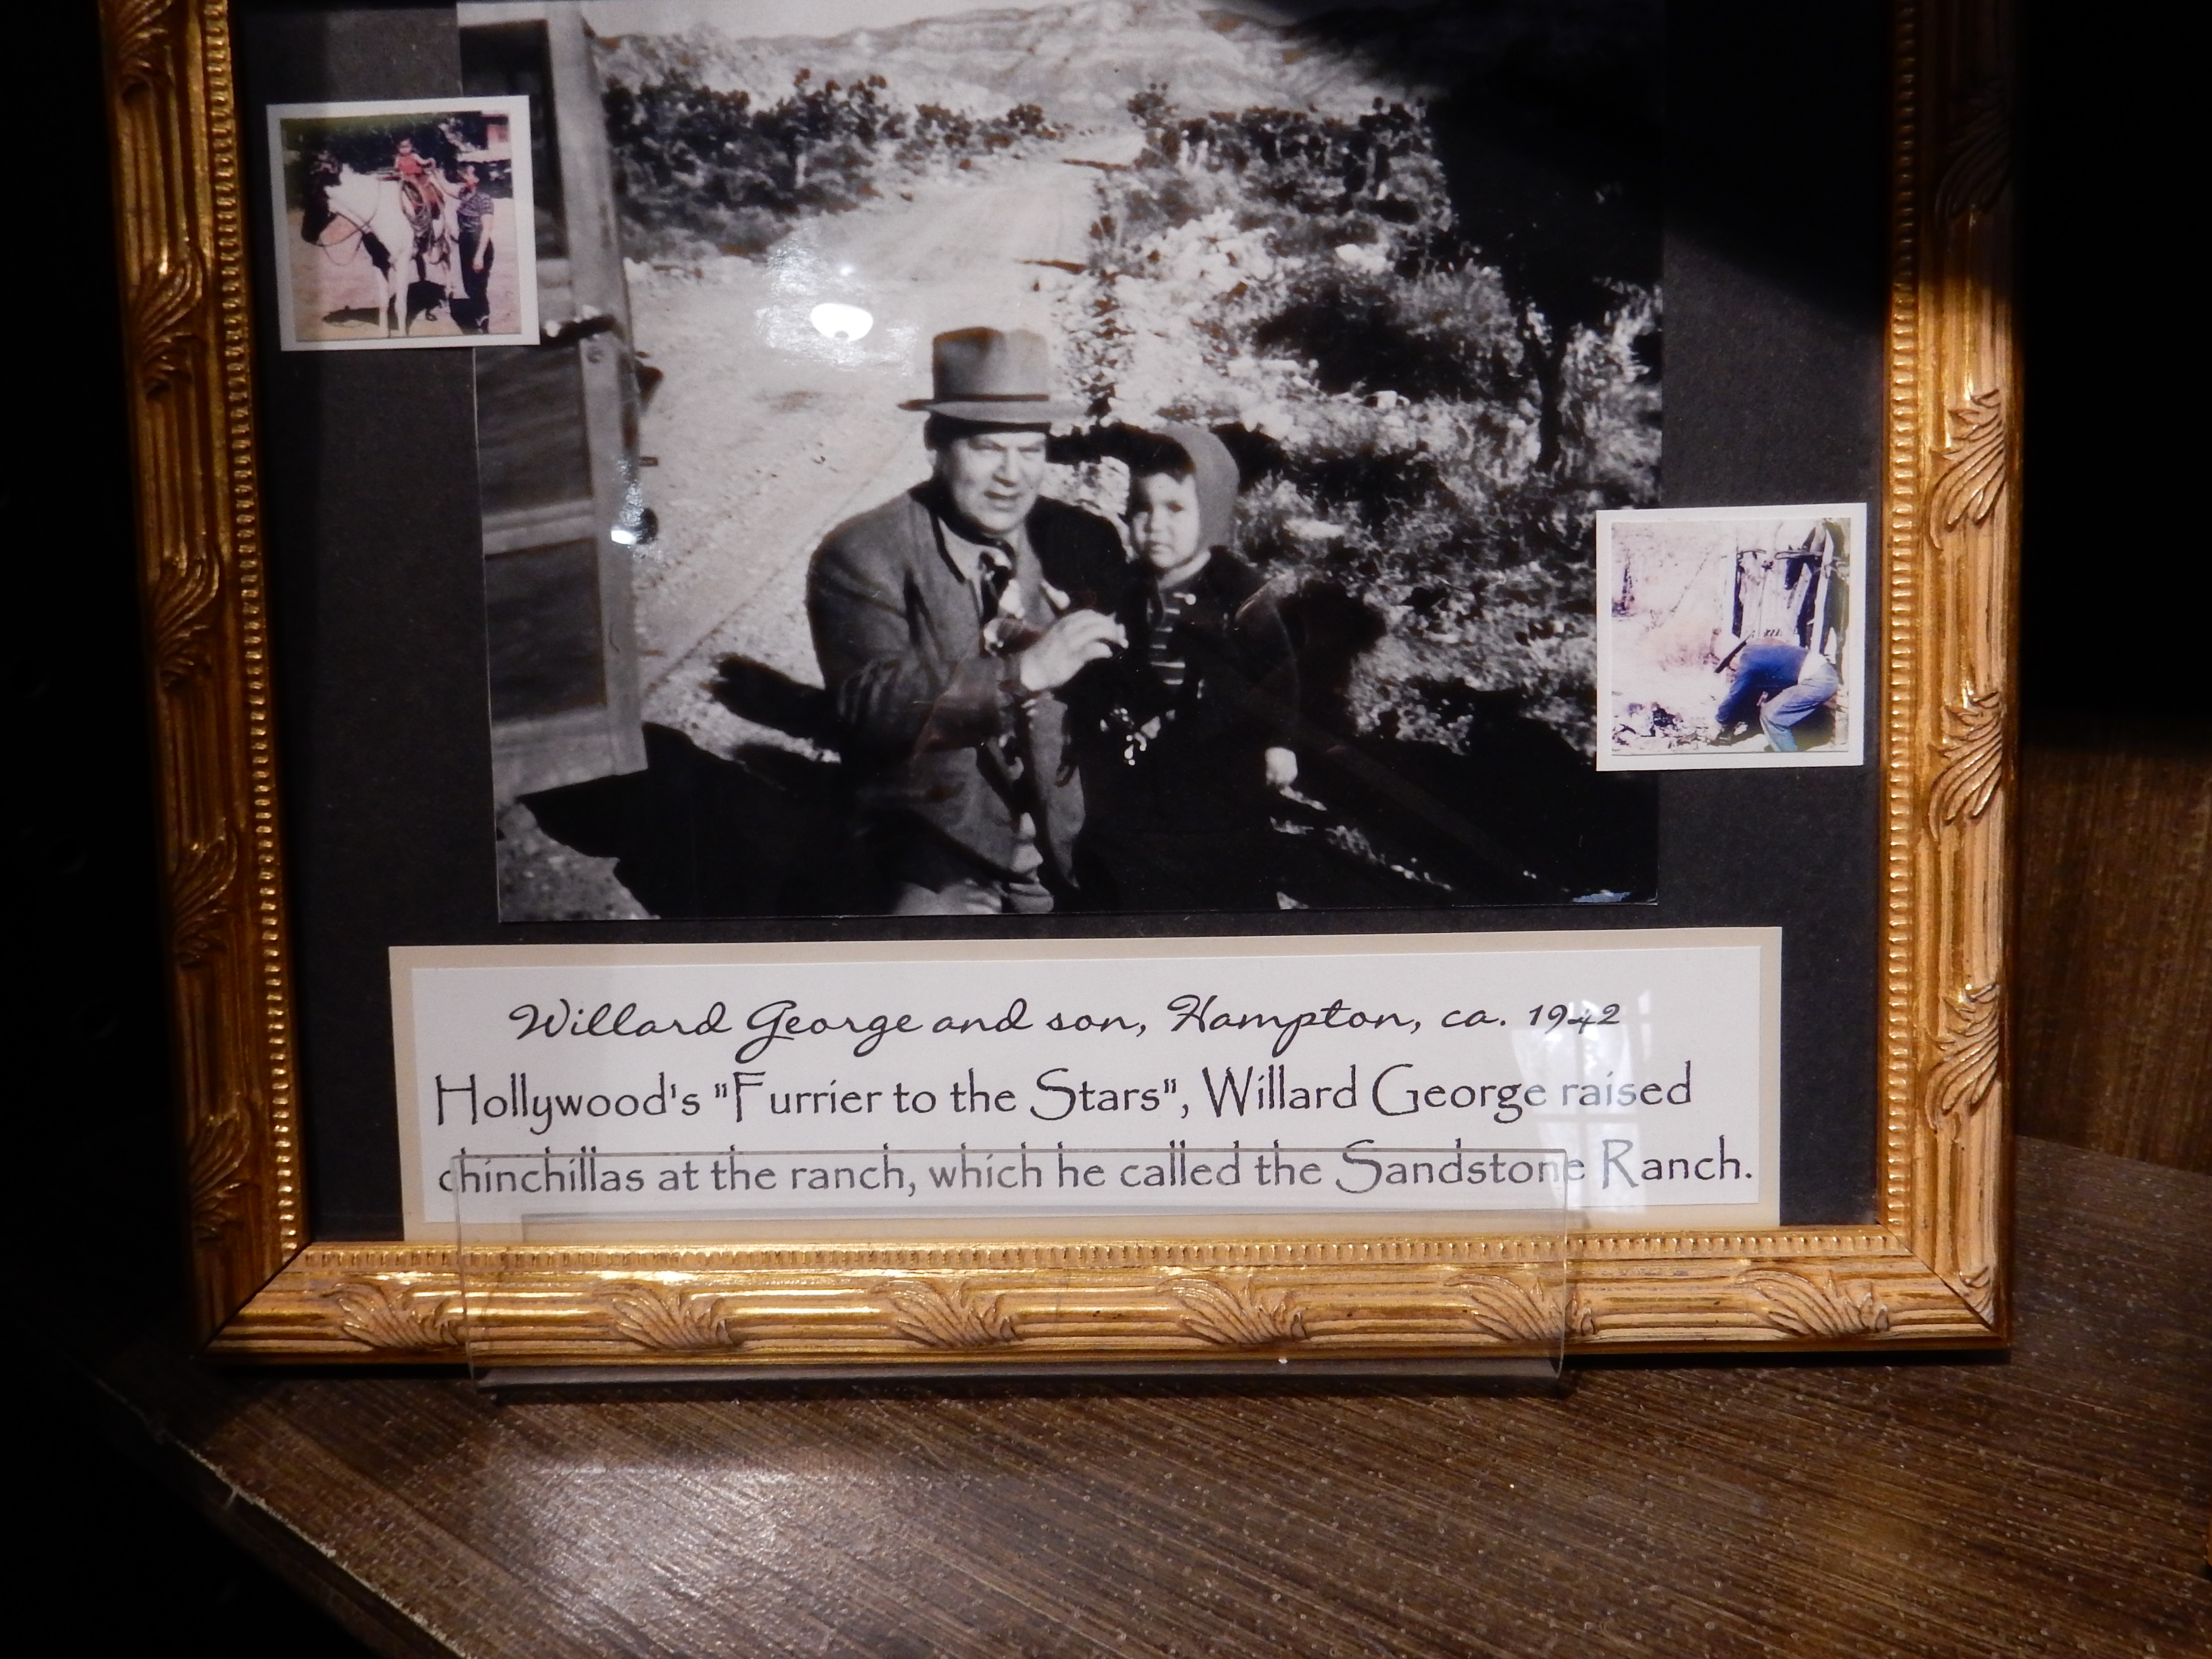 Willard George and son, Hampton, ca. 1942
Hollywood's "Furrier to the Stars", Willard George raised
chinchillas at the ranch, which he called the Sandstone Ranch.